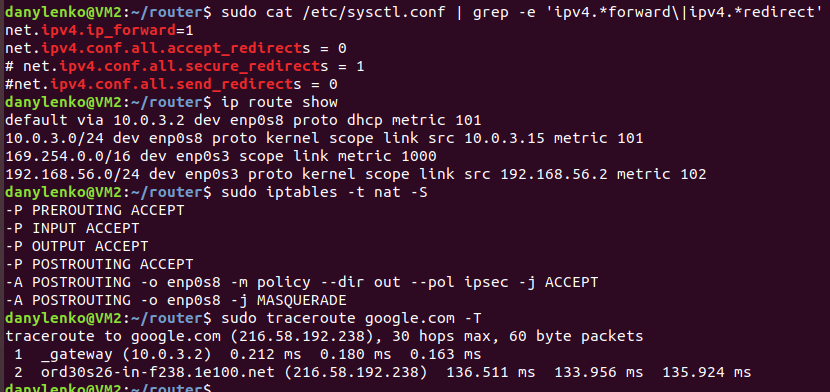 danylenko@VM2:~/router$ sudo cat /etc/sysctl.conf | grep -e 'ipv4.*forward\|ipv4.*redirect'
net.ipv4.ip_forward=1
net.ipv4.conf.all.accept_redirects = 0
# net.ipv4.conf.all.secure_redirects = 1
#net.ipv4.conf.all.send_redirects = 0
danylenko@VM2:~/router$ ip route show
default via 10.0.3.2 dev enp0s8 proto dhcp metric 101
10.0.3.0/24 dev enp0s8 proto kernel scope link src 10.0.3.15 metric 101
169.254.0.0/16 dev enp0s3 scope link metric 1000
192.168.56.0/24 dev enp0s3 proto kernel scope link src 192.168.56.2 metric 102
danylenko@VM2:~/router$ sudo iptables -t nat -S
-P PREROUTING ACCEPT
-P INPUT ACCEPT
-P OUTPUT ACCEPT
-P POSTROUTING ACCEPT
-A POSTROUTING -o enp0s8 -m policy --dir out --pol ipsec -j ACCEPT
-A POSTROUTING -o enp0s8 -j MASQUERADE
danylenko@VM2:~/router$ sudo traceroute google.com -T
traceroute to google.com (216.58.192.238), 30 hops max, 60 byte packets
 1  _gateway (10.0.3.2)  0.212 ms  0.180 ms  0.163 ms
 2  ord30s26-in-f238.1e100.net (216.58.192.238)  136.511 ms  133.956 ms  135.924 ms
danylenko@VM2:~/router$